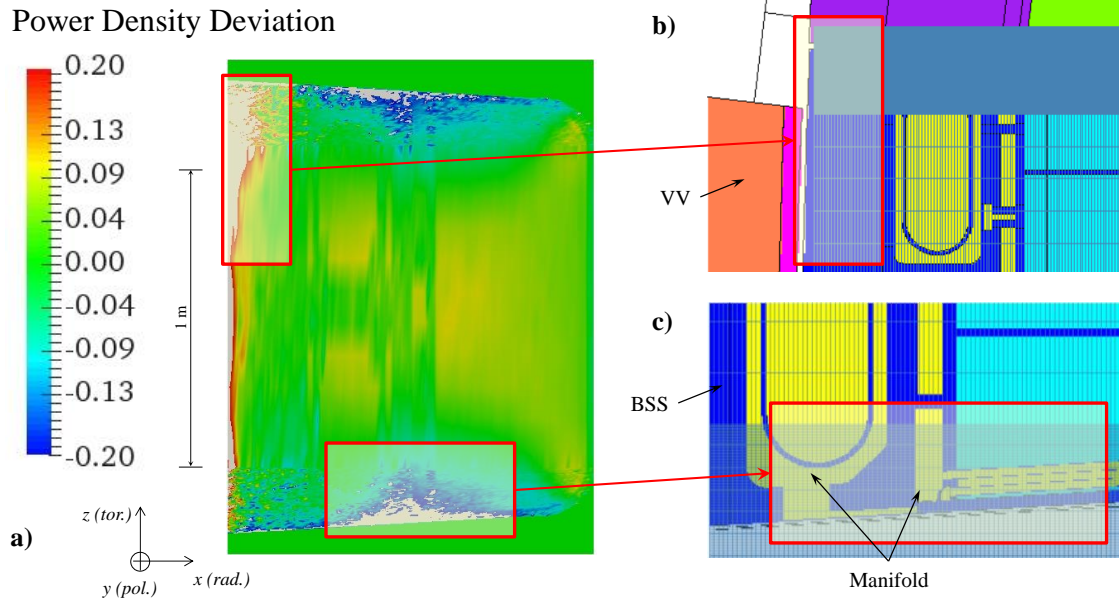 Power Density Deviation
0.20
0.13
0.09
0.04
0.00
-0.04
-0.09
-0.13
-0.20
1 m
z (tor.)
x (rad.)
y (pol.)
a)
b)
VV
c)
BSS
Manifold